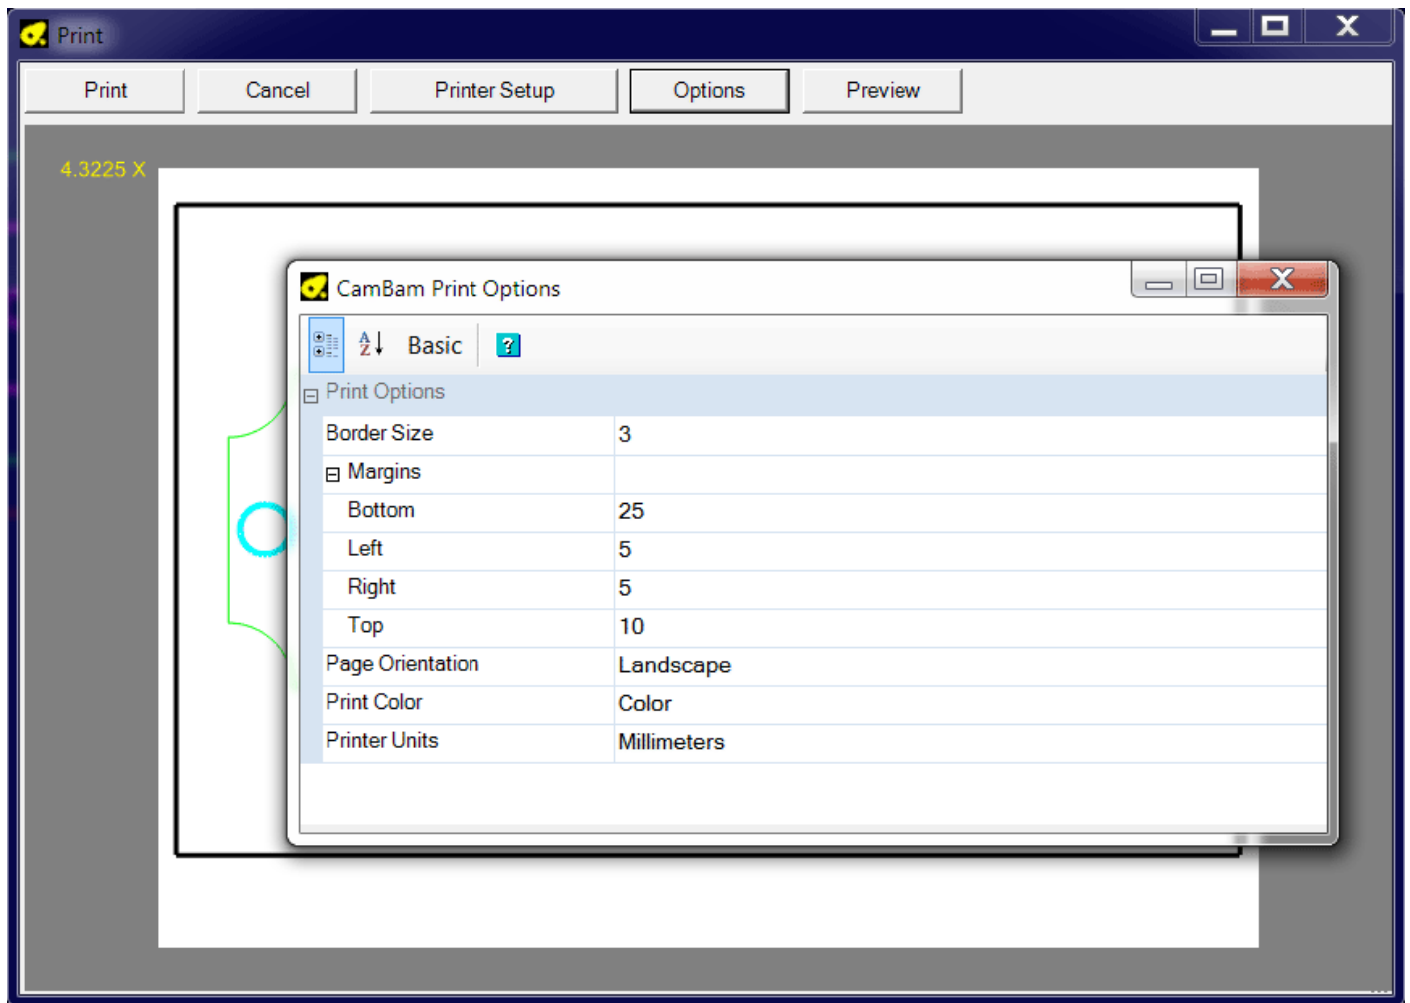 Print
Print Cancel Printer Setup Options Preview
4.3225 X
CamBam Print Options
Basic
Print Options
Border Size 3
Margins
Bottom 25
Left 5
Right 5
Top 10
Page Orientation Landscape
Print Color Color
Printer Units Millimeters